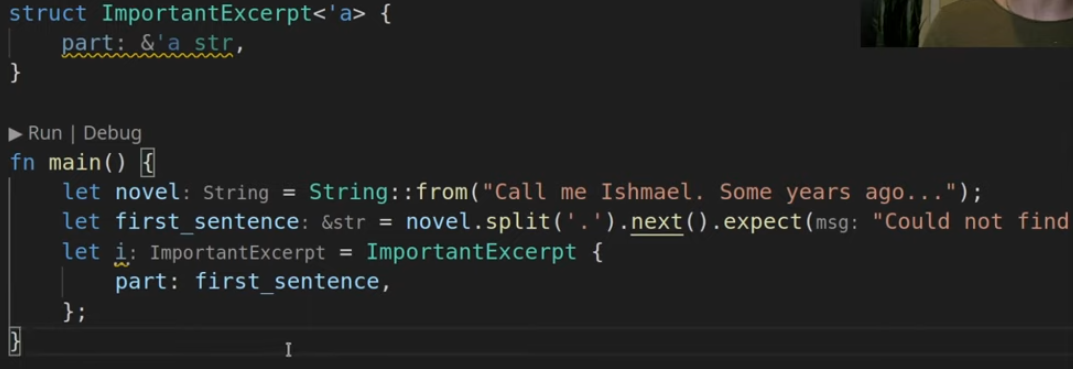 struct ImportantExcerpt<'a> {
    part: &'a str,
}
▶ Run | Debug
fn main() {
    let novel: String = String::from("Call me Ishmael. Some years ago...");
    let first_sentence: &str = novel.split('.').next().expect(msg: "Could not find
    let i: ImportantExcerpt = ImportantExcerpt {
        part: first_sentence,
    };
}